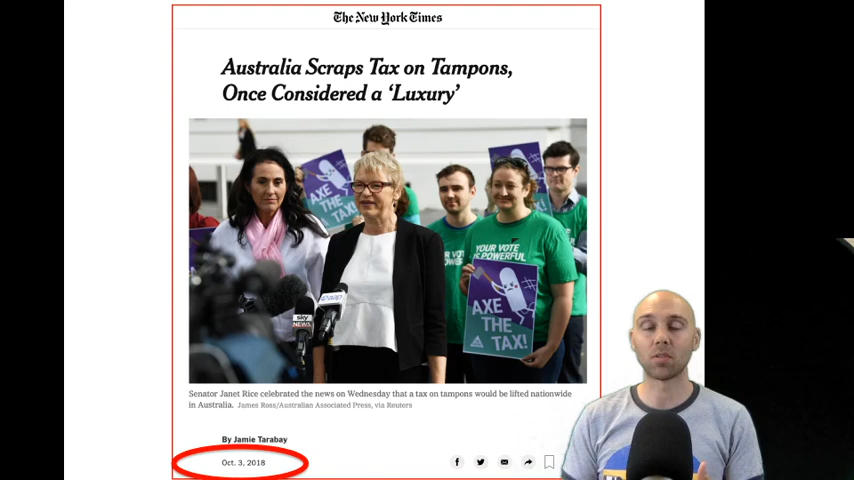 The New York Times
Australia Scraps Tax on Tampons,
Once Considered a ‘Luxury’
AXE
THE
TAX!
YOUR VOTE
IS POWERFUL
AXE
THE
TAX!
sky
NEWS
Senator Janet Rice celebrated the news on Wednesday that a tax on tampons would be lifted nationwide
in Australia. James Ross/Australian Associated Press, via Reuters
By Jamie Tarabay
Oct. 3, 2018